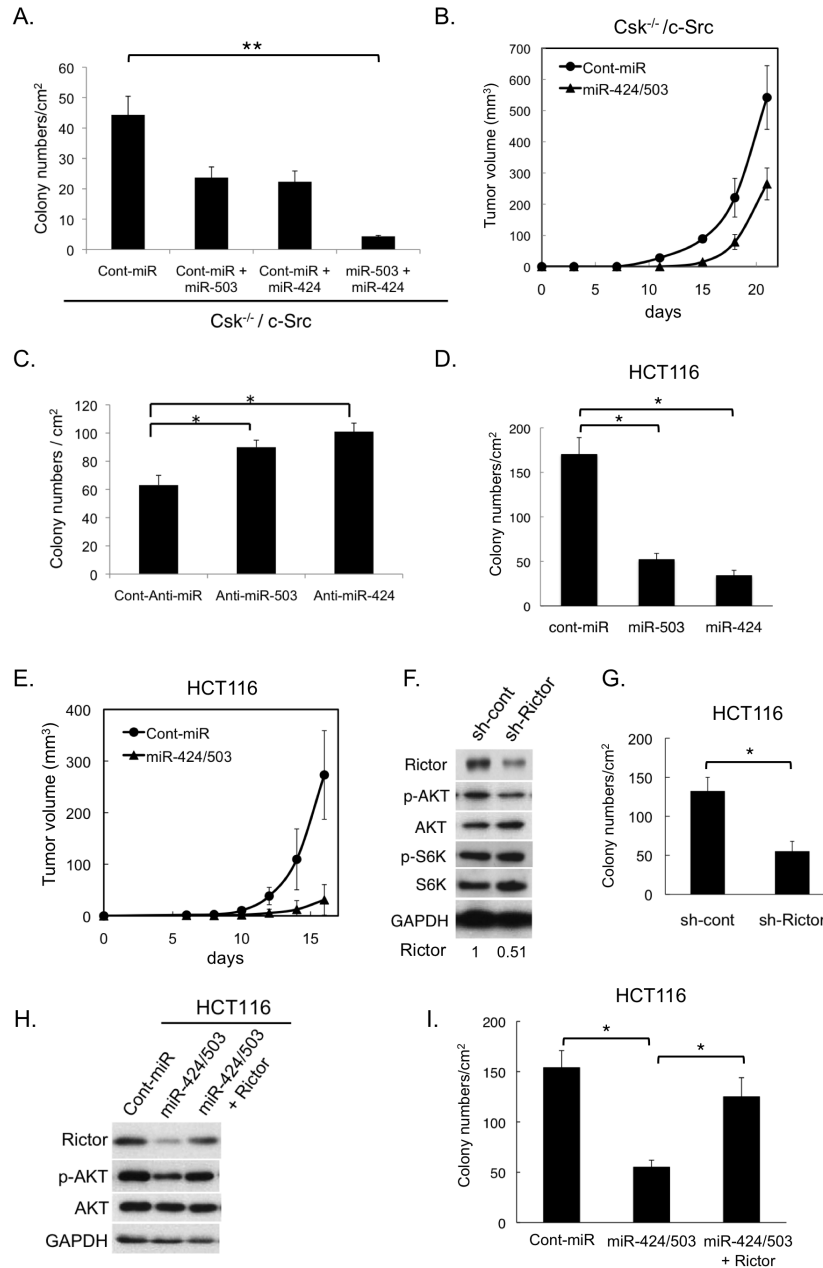 A.
**
Colony numbers/cm2
60
50
40
30
20
10
0
Cont-miR
Cont-miR +
miR-503
Cont-miR +
miR-424
miR-503 +
miR-424
Csk-/- / c-Src
B.
Csk-/- /c-Src
Cont-miR
miR-424/503
Tumor volume (mm3)
700
600
500
400
300
200
100
0
0 5 10 15 20
days
C.
*
*
Colony numbers / cm2
120
100
80
60
40
20
0
Cont-Anti-miR Anti-miR-503 Anti-miR-424
D.
HCT116
*
*
Colony numbers/cm2
200
150
100
50
0
cont-miR miR-503 miR-424
E.
HCT116
Cont-miR
miR-424/503
Tumor volume (mm3)
400
300
200
100
0
0 5 10 15
days
F.
sh-cont
sh-Rictor
Rictor
p-AKT
AKT
p-S6K
S6K
GAPDH
Rictor 1 0.51
G.
HCT116
*
Colony numbers/cm2
200
150
100
50
0
sh-cont sh-Rictor
H.
HCT116
Cont-miR
miR-424/503
miR-424/503
+ Rictor
Rictor
p-AKT
AKT
GAPDH
I.
HCT116
*
*
Colony numbers/cm2
200
150
100
50
0
Cont-miR miR-424/503 miR-424/503
+ Rictor